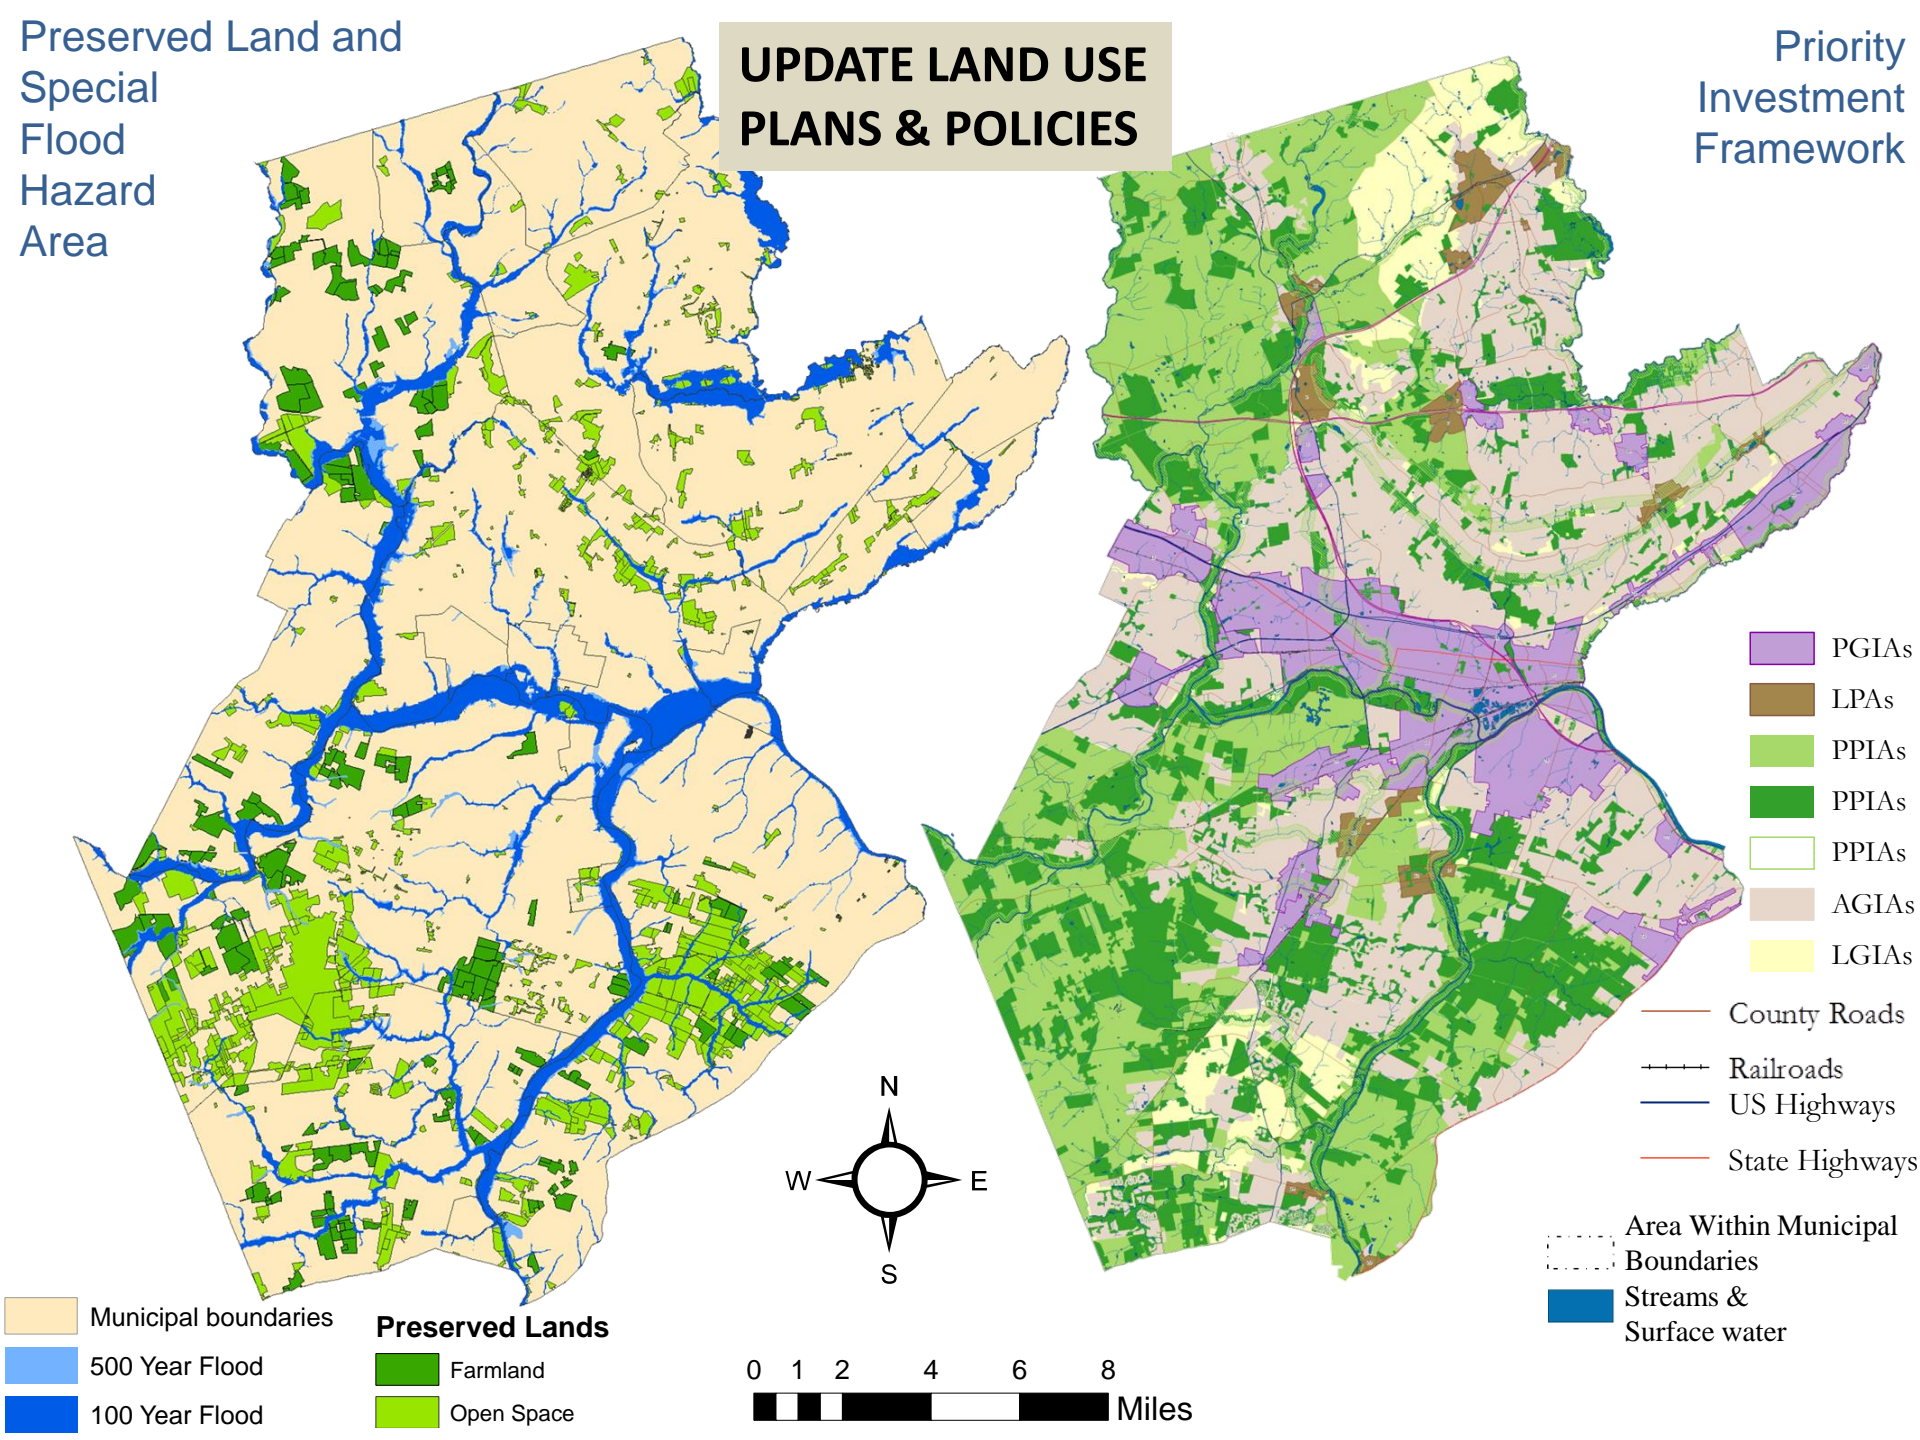 Preserved Land and
Special
Flood
Hazard
Area
UPDATE LAND USE
PLANS & POLICIES
Priority
Investment
Framework
PGIAs
LPAs
PPIAs
PPIAs
PPIAs
AGIAs
LGIAs
County Roads
Railroads
US Highways
State Highways
Area Within Municipal
Boundaries
Streams &
Surface water
N
W
E
S
Municipal boundaries
500 Year Flood
100 Year Flood
Preserved Lands
Farmland
Open Space
0 1 2 4 6 8
Miles